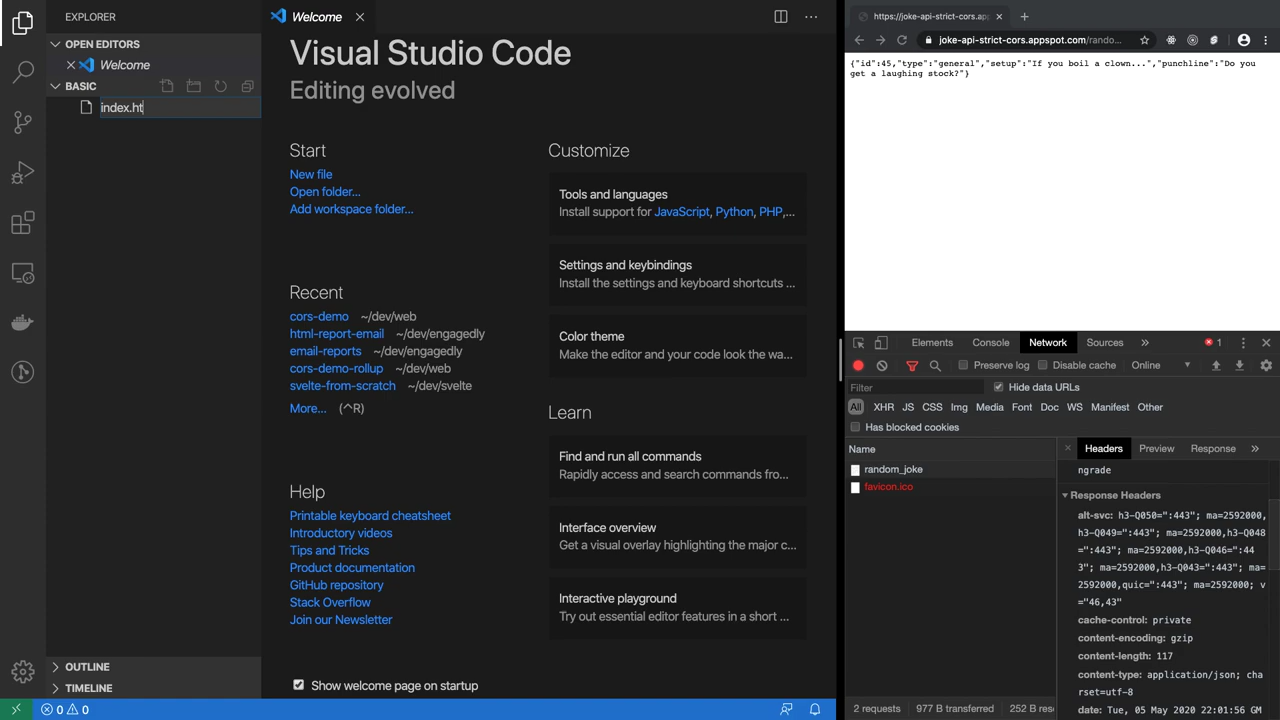 EXPLORER
OPEN EDITORS
Welcome
BASIC
index.ht
OUTLINE
TIMELINE
0 0
Welcome
Visual Studio Code
Editing evolved
Start
New file
Open folder...
Add workspace folder...
Recent
cors-demo ~/dev/web
html-report-email ~/dev/engagedly
email-reports ~/dev/engagedly
cors-demo-rollup ~/dev/web
svelte-from-scratch ~/dev/svelte
More... (^R)
Help
Printable keyboard cheatsheet
Introductory videos
Tips and Tricks
Product documentation
GitHub repository
Stack Overflow
Join our Newsletter
Show welcome page on startup
Customize
Tools and languages
Install support for JavaScript, Python, PHP,...
Settings and keybindings
Install the settings and keyboard shortcuts ...
Color theme
Make the editor and your code look the wa...
Learn
Find and run all commands
Rapidly access and search commands fro...
Interface overview
Get a visual overlay highlighting the major c...
Interactive playground
Try out essential editor features in a short ...
https://joke-api-strict-cors.app
joke-api-strict-cors.appspot.com/rando...
{"id":45,"type":"general","setup":"If you boil a clown...","punchline":"Do you
get a laughing stock?"}
Elements Console Network Sources » 1
Preserve log Disable cache Online
Filter Hide data URLs
All XHR JS CSS Img Media Font Doc WS Manifest Other
Has blocked cookies
Name
random_joke
favicon.ico
Headers Preview Response »
ngrade
Response Headers
alt-svc: h3-Q050=":443"; ma=2592000,
h3-Q049=":443"; ma=2592000,h3-Q048
=":443"; ma=2592000,h3-Q046=":44
3"; ma=2592000,h3-Q043=":443"; ma=
2592000,quic=":443"; ma=2592000; v
="46,43"
cache-control: private
content-encoding: gzip
content-length: 117
content-type: application/json; cha
rset=utf-8
date: Tue, 05 May 2020 22:01:56 GM
2 requests 977 B transferred 252 B res